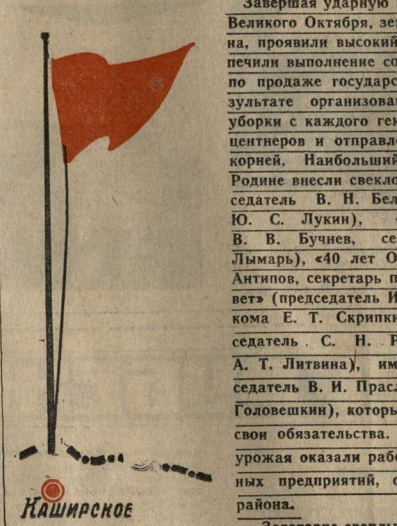 Завершая ударную
Великого Октября, зе
на, проявили высокий
печили выполнение со
по продаже государс
зультате организова
уборки с каждого гек
центнеров и отправл
корней. Наибольший
Родине внесли свекло
седатель В. Н. Бел
Ю. С. Лукин), «
В. В. Бучнев, се
Лымарь), «40 лет О
Антипов, секретарь п
вет» (председатель И
кома Е. Т. Скрипки
седатель С. Н. Р
А. Т. Литвина), им
седатель В. И. Прасл
Головешкин), которы
свои обязательства.
урожая оказали рабо
ных предприятий, о
района.
Каширское